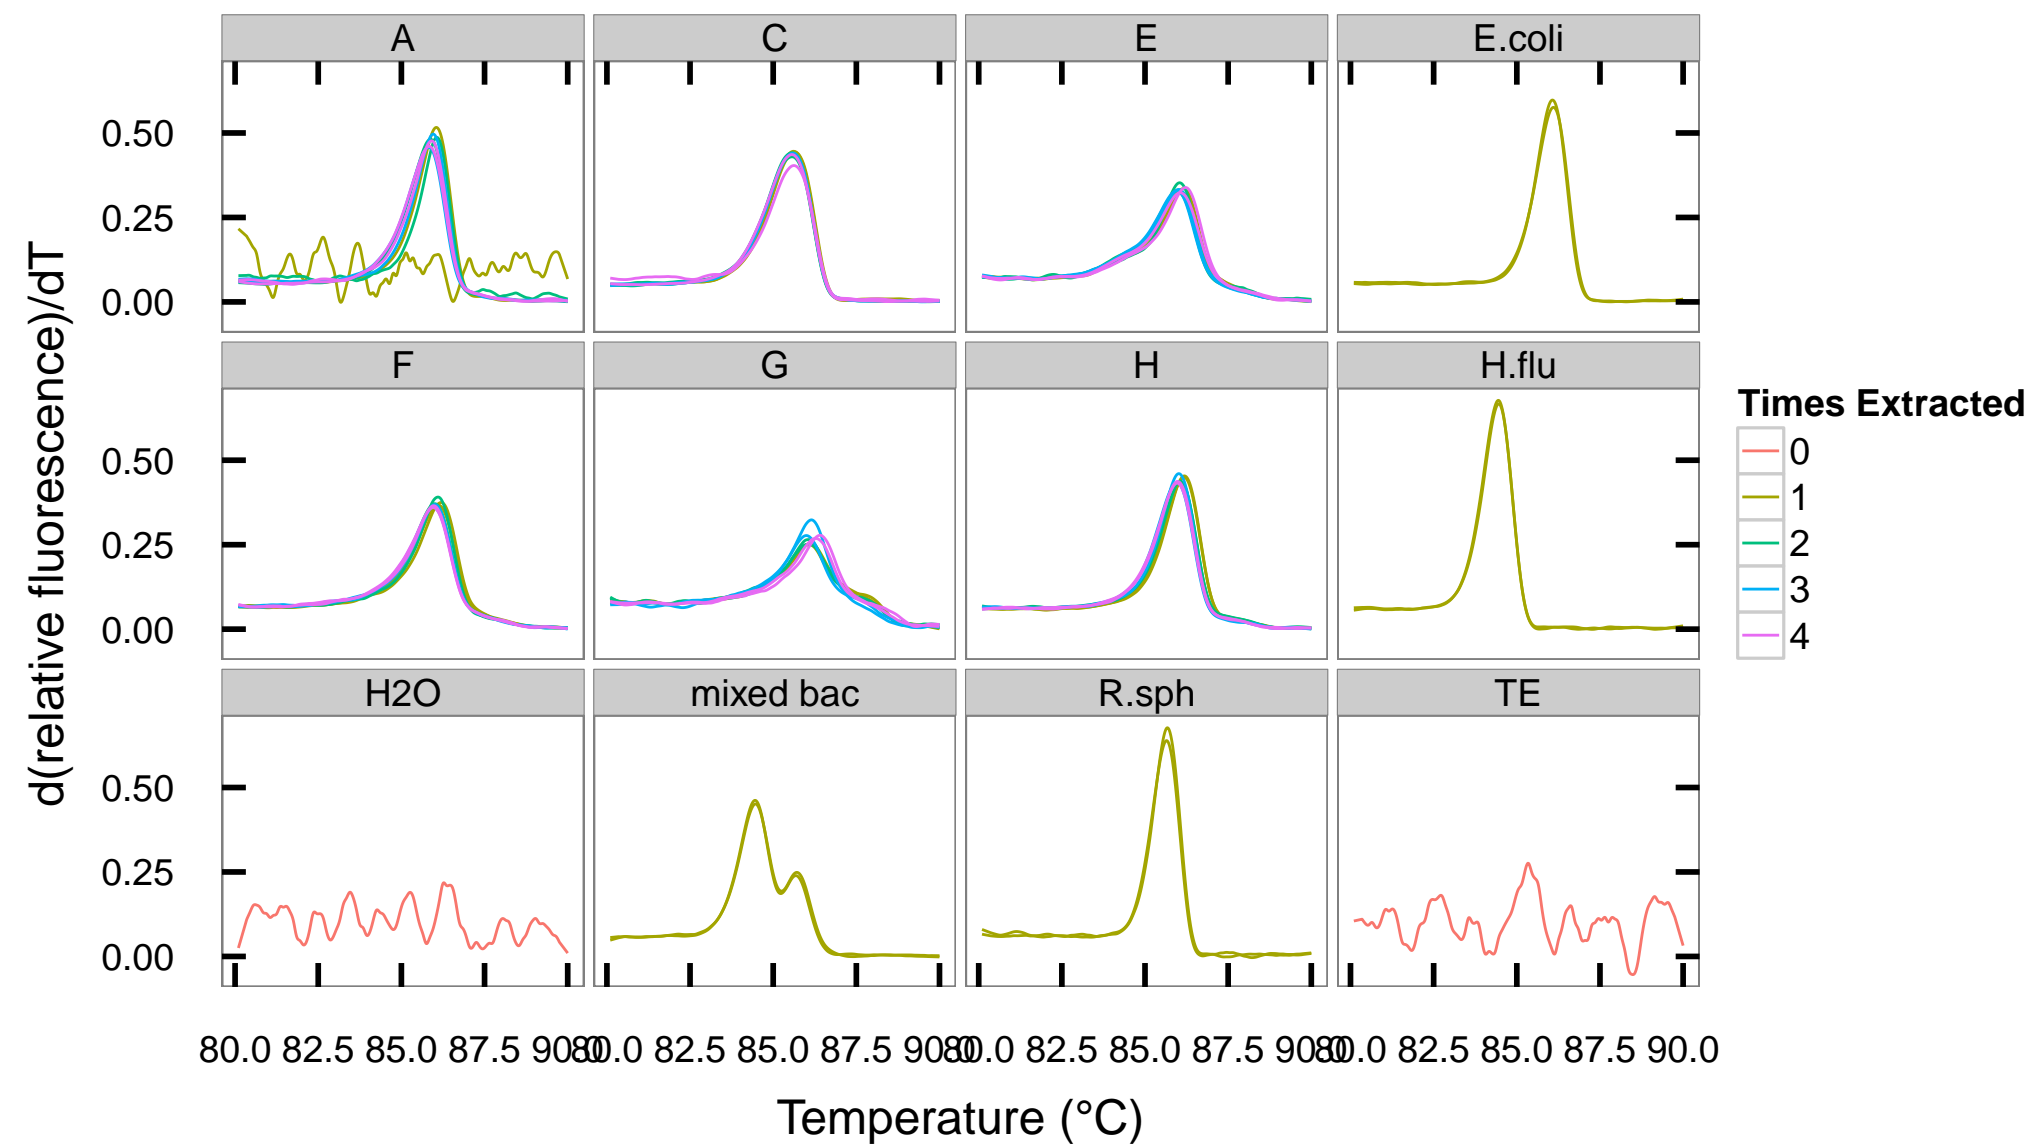 A C E E.coli
0.50
0.25
0.00
F G H H.flu
0.50
0.25
0.00
H2O mixed bac R.sph TE
0.50
0.25
0.00
80.0 82.5 85.0 87.5 90.0 80.0 82.5 85.0 87.5 90.0 80.0 82.5 85.0 87.5 90.0 80.0 82.5 85.0 87.5 90.0
Temperature (°C)
d(relative fluorescence)/dT
Times Extracted
0
1
2
3
4